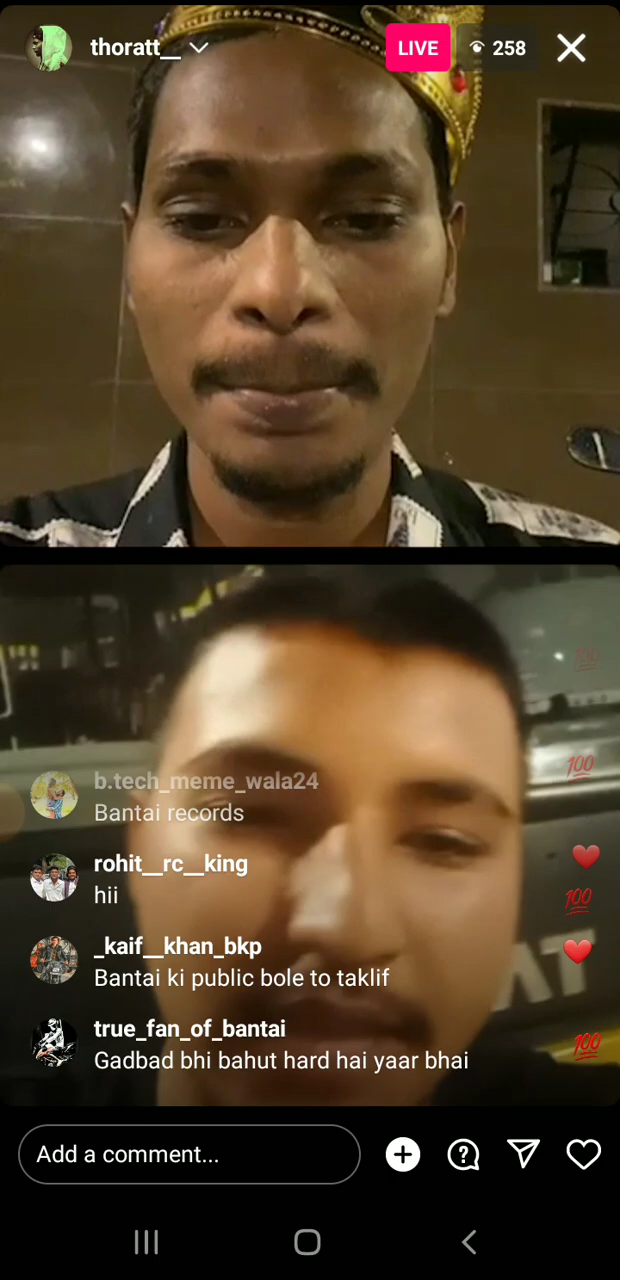 thoratt__
LIVE
258
b.tech_meme_wala24
Bantai records
rohit__rc__king
hii
_kaif__khan_bkp
Bantai ki public bole to taklif
true_fan_of_bantai
Gadbad bhi bahut hard hai yaar bhai
Add a comment...